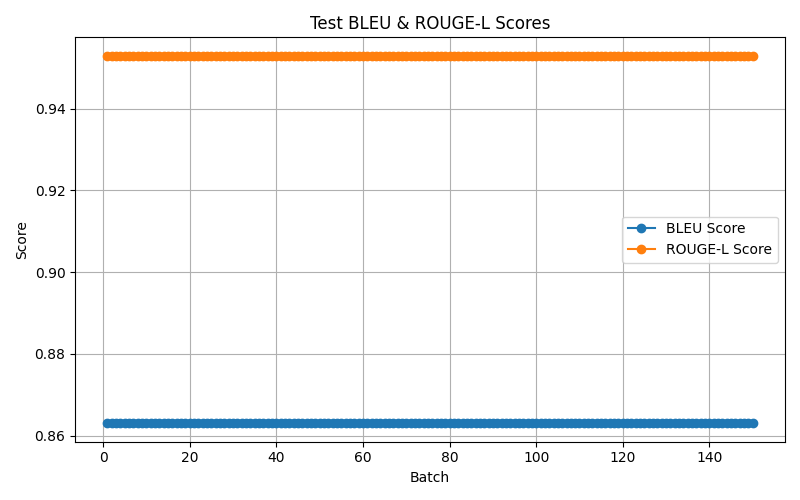 Test BLEU & ROUGE-L Scores
Score
0.94
0.92
0.90
0.88
0.86
BLEU Score
ROUGE-L Score
0 20 40 60 80 100 120 140
Batch